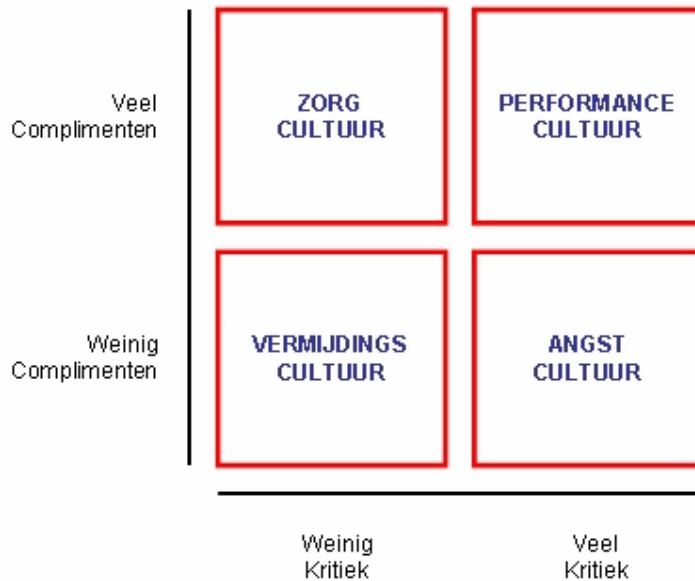 Veel
Complimenten
ZORG
CULTUUR
PERFORMANCE
CULTUUR
Weinig
Complimenten
VERMIJDINGS
CULTUUR
ANGST
CULTUUR
Weinig
Kritiek
Veel
Kritiek